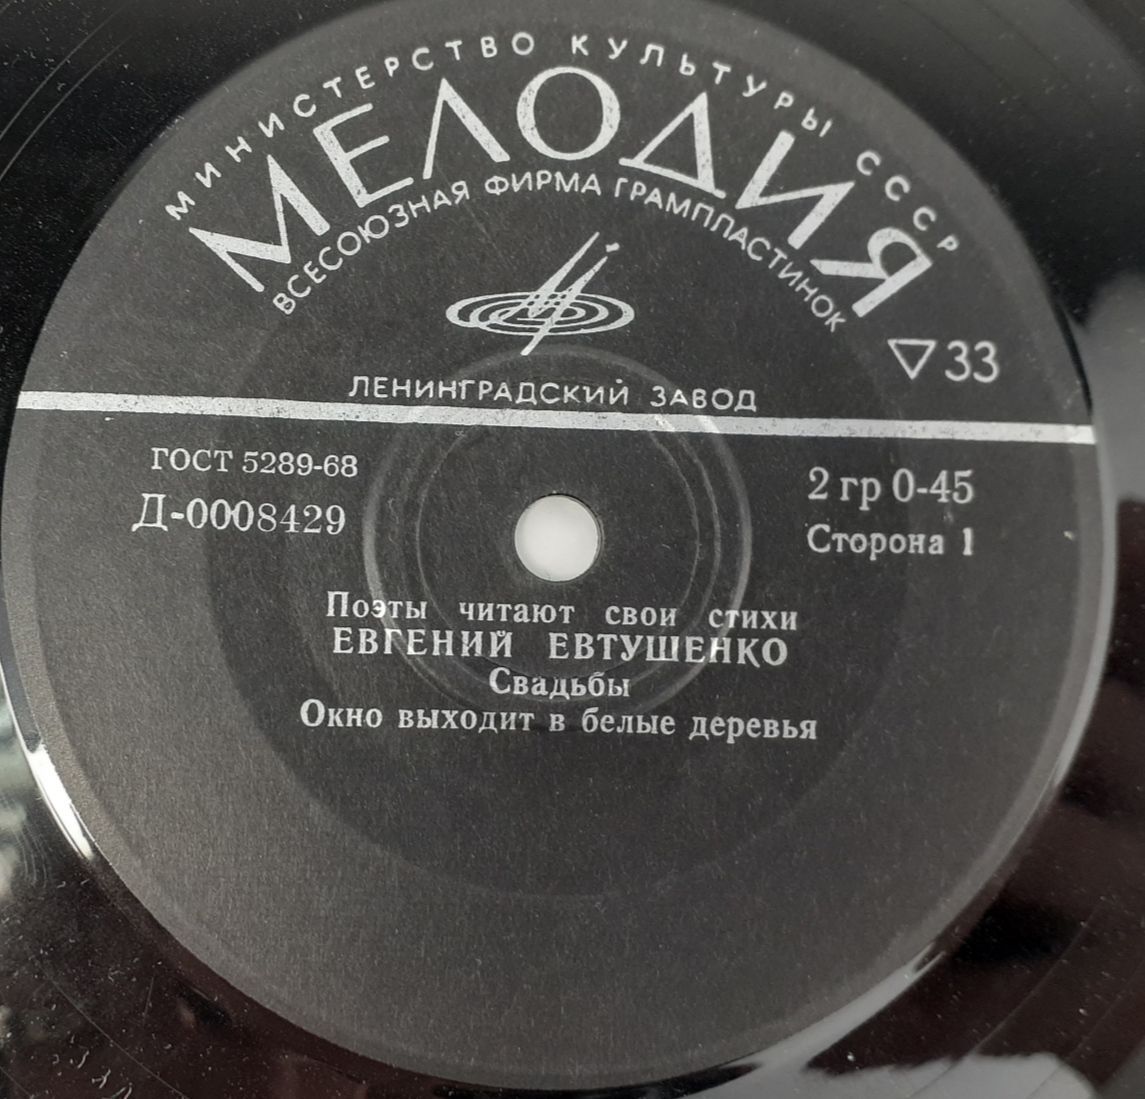 МИНИСТЕРСТВО КУЛЬТУРЫ СССР
МЕЛОДИЯ
ВСЕСОЮЗНАЯ ФИРМА ГРАМПЛАСТИНОК
33
ЛЕНИНГРАДСКИЙ ЗАВОД
ГОСТ 5289-68
2 гр 0-45
Д-0008429
Сторона 1
Поэты читают свои стихи
ЕВГЕНИЙ ЕВТУШЕНКО
Свадьбы
Окно выходит в белые деревья